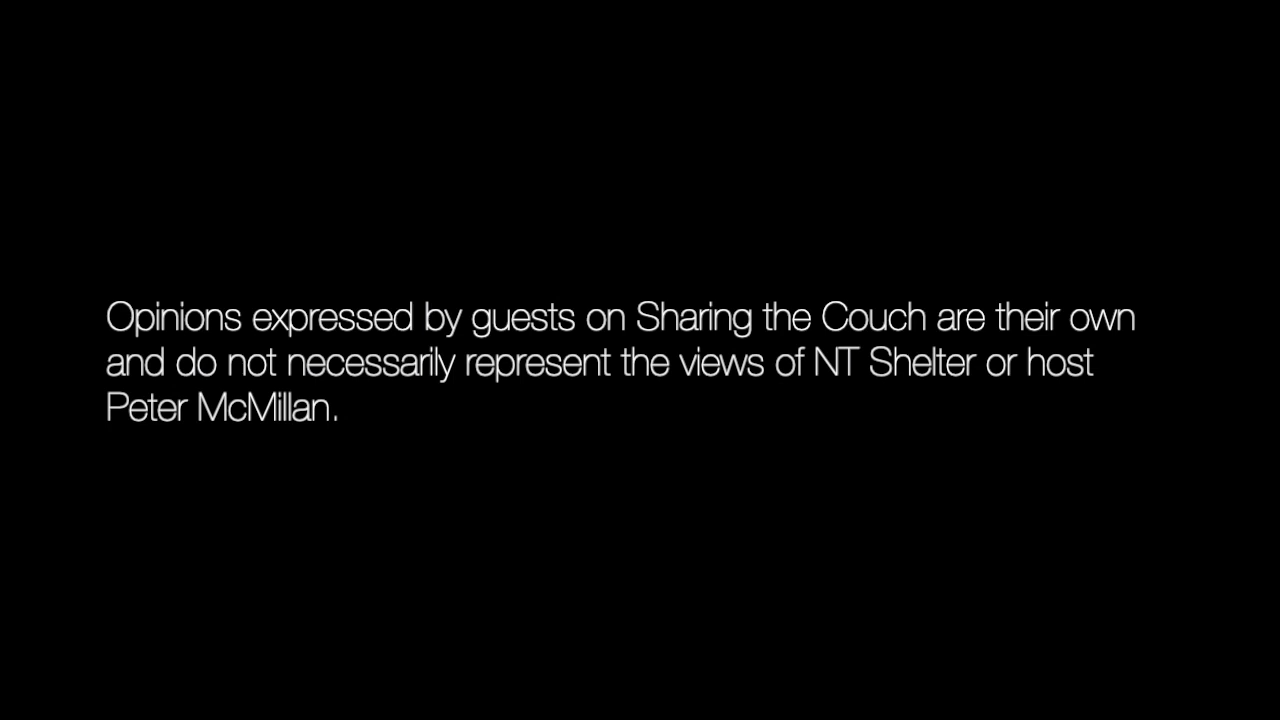 Opinions expressed by guests on Sharing the Couch are their own
and do not necessarily represent the views of NT Shelter or host
Peter McMillan.